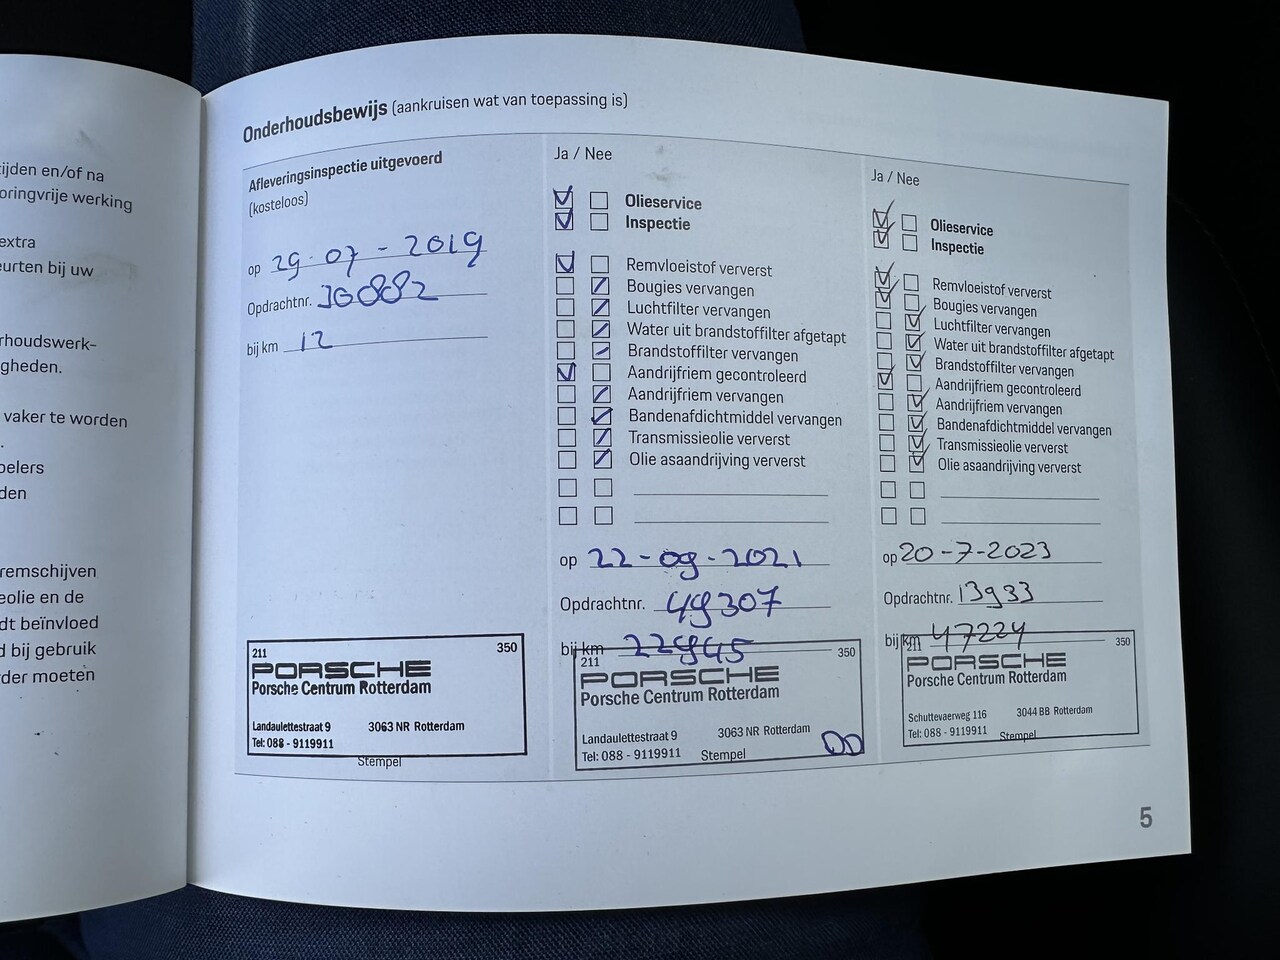 ijden en/of na
oringvrije werking
extra
eurten bij uw
rhoudswerk-
gheden.
vaker te worden
.
oelers
den
remschijven
eolie en de
dt beïnvloed
d bij gebruik
rder moeten
Onderhoudsbewijs (aankruisen wat van toepassing is)
Afleveringsinspectie uitgevoerd
(kosteloos)
op 29-07-2019
Opdrachtnr. 30882
bij km 12
211 350
PORSCHE
Porsche Centrum Rotterdam
Landaulettestraat 9 3063 NR Rotterdam
Tel: 088 - 9119911
Stempel
Ja / Nee
Olieservice
Inspectie
Remvloeistof ververst
Bougies vervangen
Luchtfilter vervangen
Water uit brandstoffilter afgetapt
Brandstoffilter vervangen
Aandrijfriem gecontroleerd
Aandrijfriem vervangen
Bandenafdichtmiddel vervangen
Transmissieolie ververst
Olie asaandrijving ververst
op 22-09-2021
Opdrachtnr. 49307
bij km 22945
211 350
PORSCHE
Porsche Centrum Rotterdam
Landaulettestraat 9 3063 NR Rotterdam
Tel: 088 - 9119911 Stempel
Ja / Nee
Olieservice
Inspectie
Remvloeistof ververst
Bougies vervangen
Luchtfilter vervangen
Water uit brandstoffilter afgetapt
Brandstoffilter vervangen
Aandrijfriem gecontroleerd
Aandrijfriem vervangen
Bandenafdichtmiddel vervangen
Transmissieolie ververst
Olie asaandrijving ververst
op 20-7-2023
Opdrachtnr. 13933
bij km 47224
211 350
PORSCHE
Porsche Centrum Rotterdam
Schuttevaerweg 116 3044 BB Rotterdam
Tel: 088 - 9119911 Stempel
5